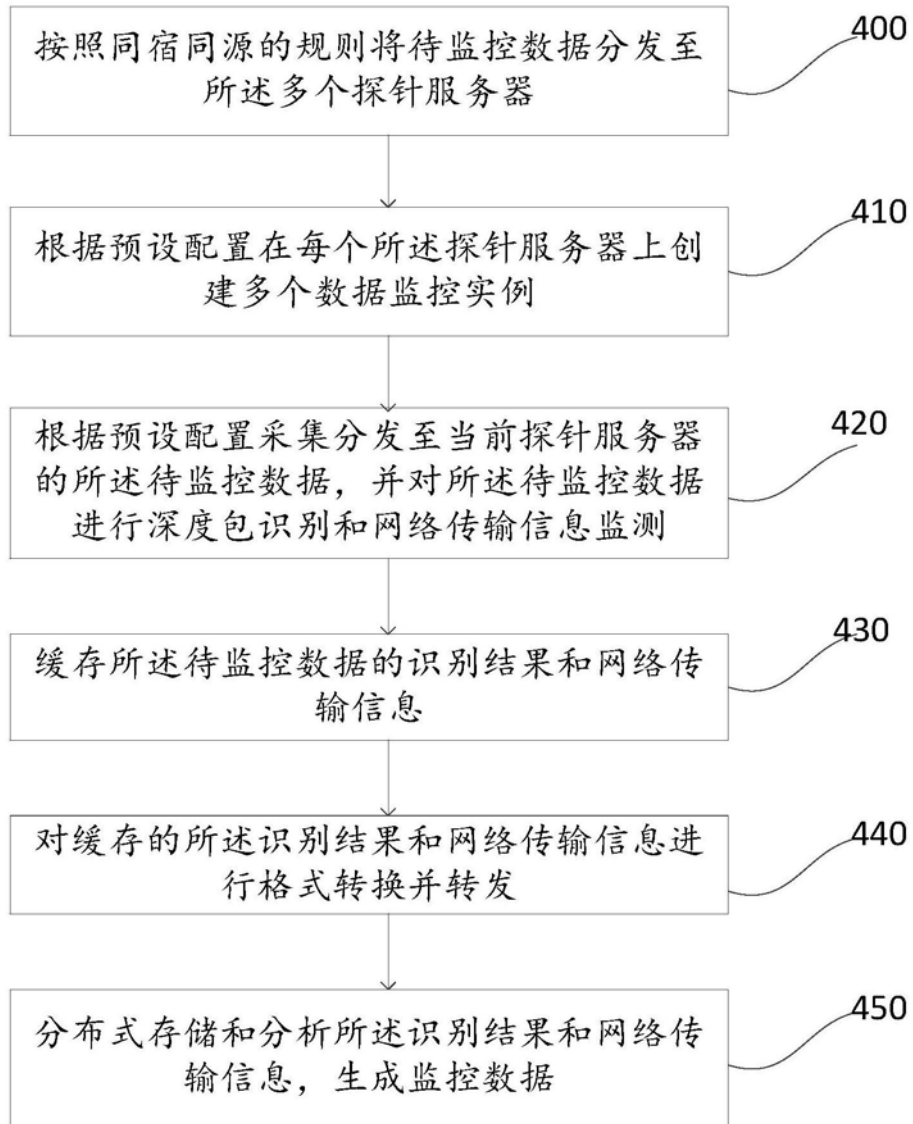 按照同宿同源的规则将待监控数据分发至
所述多个探针服务器
400
根据预设配置在每个所述探针服务器上创
建多个数据监控实例
410
根据预设配置采集分发至当前探针服务器
的所述待监控数据，并对所述待监控数据
进行深度包识别和网络传输信息监测
420
缓存所述待监控数据的识别结果和网络传
输信息
430
对缓存的所述识别结果和网络传输信息进
行格式转换并转发
440
分布式存储和分析所述识别结果和网络传
输信息，生成监控数据
450